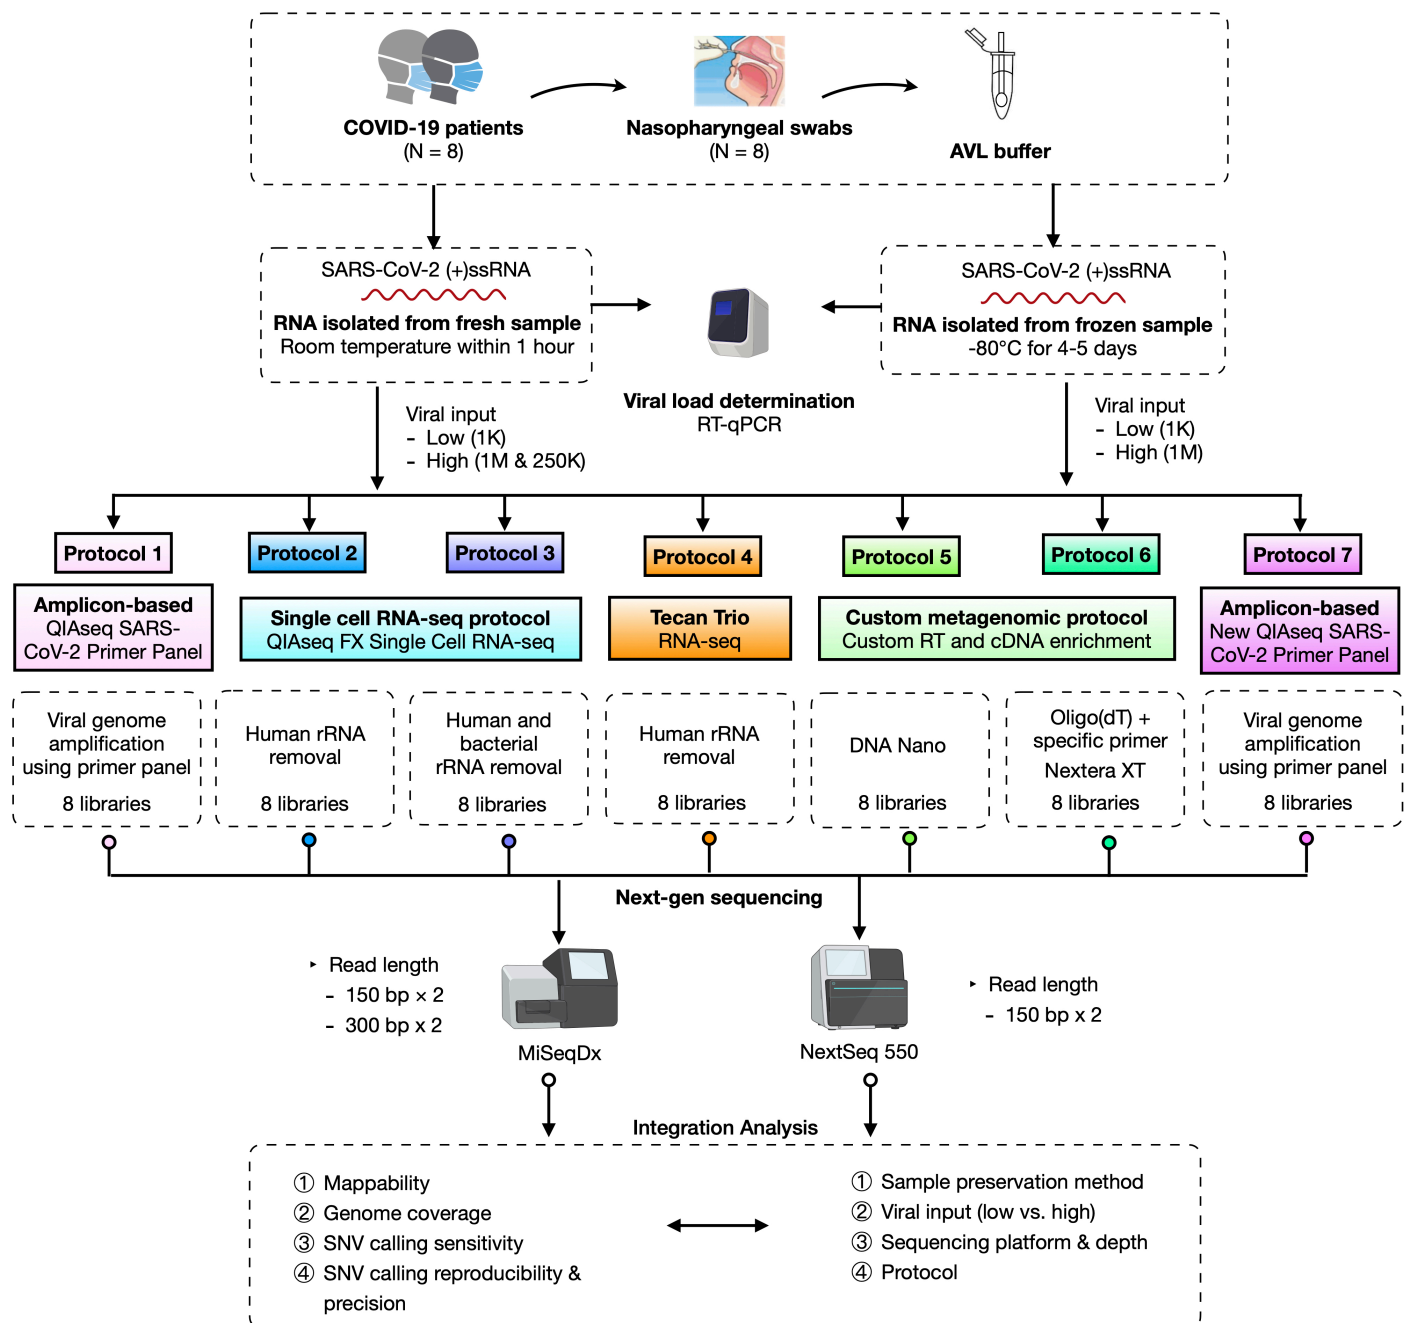 COVID-19 patients
(N = 8)
Nasopharyngeal swabs
(N = 8)
AVL buffer
SARS-CoV-2 (+)ssRNA
RNA isolated from fresh sample
Room temperature within 1 hour
SARS-CoV-2 (+)ssRNA
RNA isolated from frozen sample
-80°C for 4-5 days
Viral load determination
RT-qPCR
Viral input
- Low (1K)
- High (1M & 250K)
Viral input
- Low (1K)
- High (1M)
Protocol 1
Protocol 2
Protocol 3
Protocol 4
Protocol 5
Protocol 6
Protocol 7
Amplicon-based
QIAseq SARS-
CoV-2 Primer Panel
Single cell RNA-seq protocol
QIAseq FX Single Cell RNA-seq
Tecan Trio
RNA-seq
Custom metagenomic protocol
Custom RT and cDNA enrichment
Amplicon-based
New QIAseq SARS-
CoV-2 Primer Panel
Viral genome
amplification
using primer panel
8 libraries
Human rRNA
removal
8 libraries
Human and
bacterial
rRNA removal
8 libraries
Human rRNA
removal
8 libraries
DNA Nano
8 libraries
Oligo(dT) +
specific primer
Nextera XT
8 libraries
Viral genome
amplification
using primer panel
8 libraries
Next-gen sequencing
‣ Read length
- 150 bp × 2
- 300 bp x 2
MiSeqDx
‣ Read length
- 150 bp x 2
NextSeq 550
Integration Analysis
① Mappability
② Genome coverage
③ SNV calling sensitivity
④ SNV calling reproducibility &
precision
① Sample preservation method
② Viral input (low vs. high)
③ Sequencing platform & depth
④ Protocol